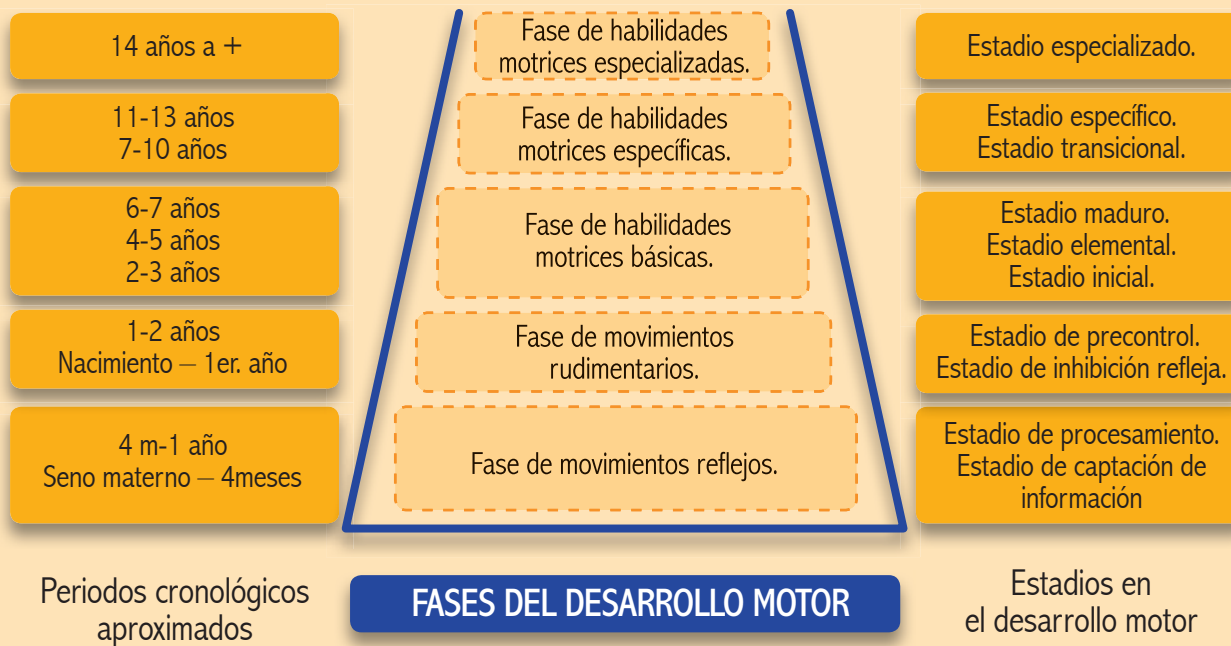 14 años a +
Fase de habilidades
motrices especializadas.
Estadio especializado.
11-13 años
7-10 años
Fase de habilidades
motrices específicas.
Estadio específico.
Estadio transicional.
6-7 años
4-5 años
2-3 años
Fase de habilidades
motrices básicas.
Estadio maduro.
Estadio elemental.
Estadio inicial.
1-2 años
Nacimiento – 1er. año
Fase de movimientos
rudimentarios.
Estadio de precontrol.
Estadio de inhibición refleja.
4 m-1 año
Seno materno – 4meses
Fase de movimientos reflejos.
Estadio de procesamiento.
Estadio de captación de
información
Periodos cronológicos
aproximados
FASES DEL DESARROLLO MOTOR
Estadios en
el desarrollo motor